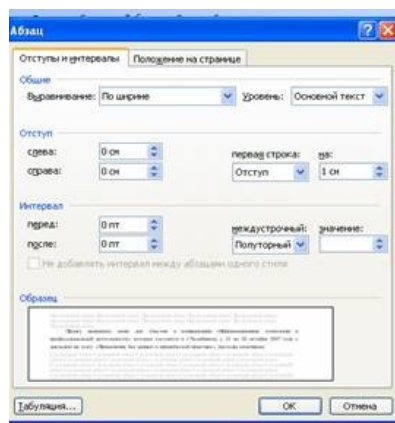 Абзац
Отступы и интервалы Положение на странице
Общие
Выравнивание: По ширине Уровень: Основной текст
Отступ
слева: 0 см первая строка: на:
справа: 0 см Отступ 1 см
Интервал
перед: 0 пт междустрочный: значение:
после: 0 пт Полуторный
Не добавлять интервал между абзацами одного стиля
Образец
Табуляция... ОК Отмена